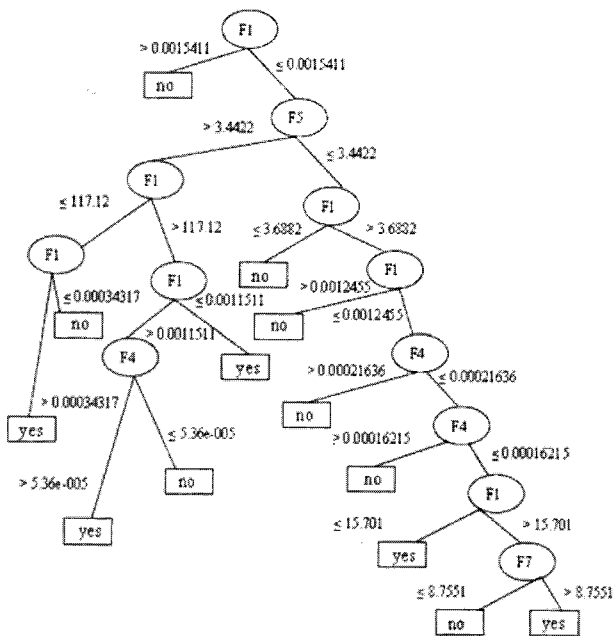 F1
> 0.0015411
≤ 0.0015411
no
F5
> 3.4422
≤ 3.4422
F1
F1
≤ 117.12
> 117.12
≤ 3.6882
> 3.6882
F1
F1
no
F1
≤ 0.00034317
≤ 0.0011511
> 0.0012455
≤ 0.0012455
no
> 0.0011511
no
F4
yes
F4
> 0.00034317
> 0.00021636
≤ 0.00021636
yes
no
F4
≤ 5.36e-005
> 0.00016215
≤ 0.00016215
> 5.36e-005
no
no
F1
yes
≤ 15.701
> 15.701
yes
F7
≤ 8.7551
> 8.7551
no
yes